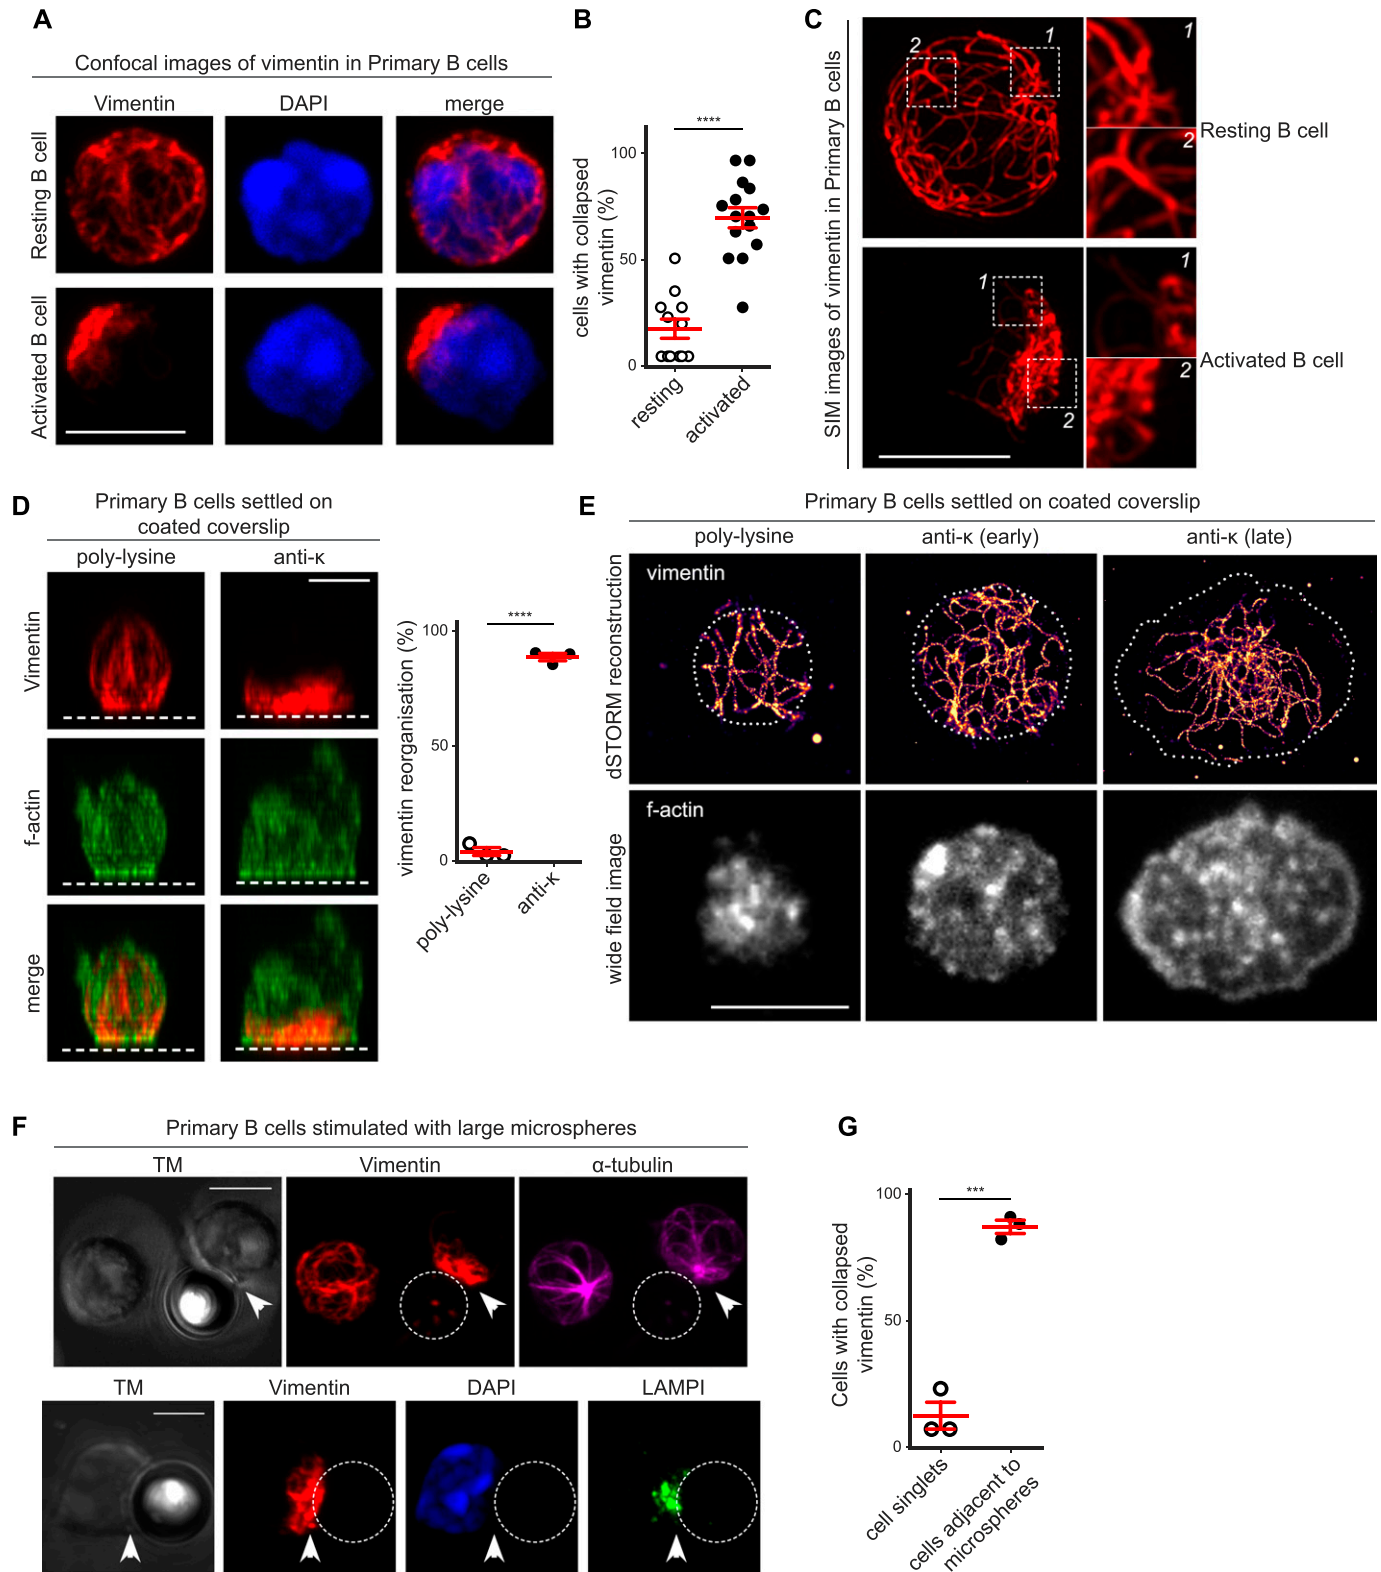 A
Confocal images of vimentin in Primary B cells
Vimentin
DAPI
merge
Resting B cell
Activated B cell
B
****
cells with collapsed
vimentin (%)
100
50
0
resting
activated
C
SIM images of vimentin in Primary B cells
1
2
1
2
Resting B cell
1
2
1
2
Activated B cell
D
Primary B cells settled on
coated coverslip
poly-lysine
anti-κ
Vimentin
f-actin
merge
****
vimentin reorganisation (%)
100
50
0
poly-lysine
anti-κ
E
Primary B cells settled on coated coverslip
poly-lysine
anti-κ (early)
anti-κ (late)
dSTORM reconstruction
vimentin
wide field image
f-actin
F
Primary B cells stimulated with large microspheres
TM
Vimentin
α-tubulin
TM
Vimentin
DAPI
LAMPI
G
***
Cells with collapsed
vimentin (%)
100
50
0
cell singlets
cells adjacent to
microspheres